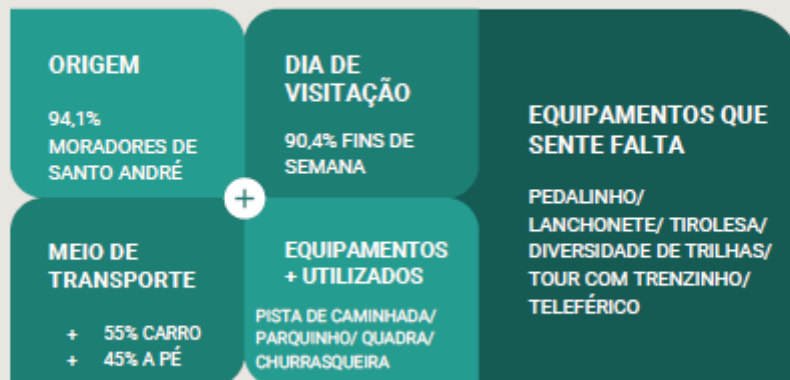 ORIGEM
94,1%
MORADORES DE
SANTO ANDRÉ
DIA DE
VISITAÇÃO
90,4% FINS DE
SEMANA
MEIO DE
TRANSPORTE
+ 55% CARRO
+ 45% A PÉ
EQUIPAMENTOS
+ UTILIZADOS
PISTA DE CAMINHADA/
PARQUINHO/ QUADRA/
CHURRASQUEIRA
+
EQUIPAMENTOS QUE
SENTE FALTA
PEDALINHO/
LANCHONETE/ TIROLESA/
DIVERSIDADE DE TRILHAS/
TOUR COM TRENZINHO/
TELEFÉRICO